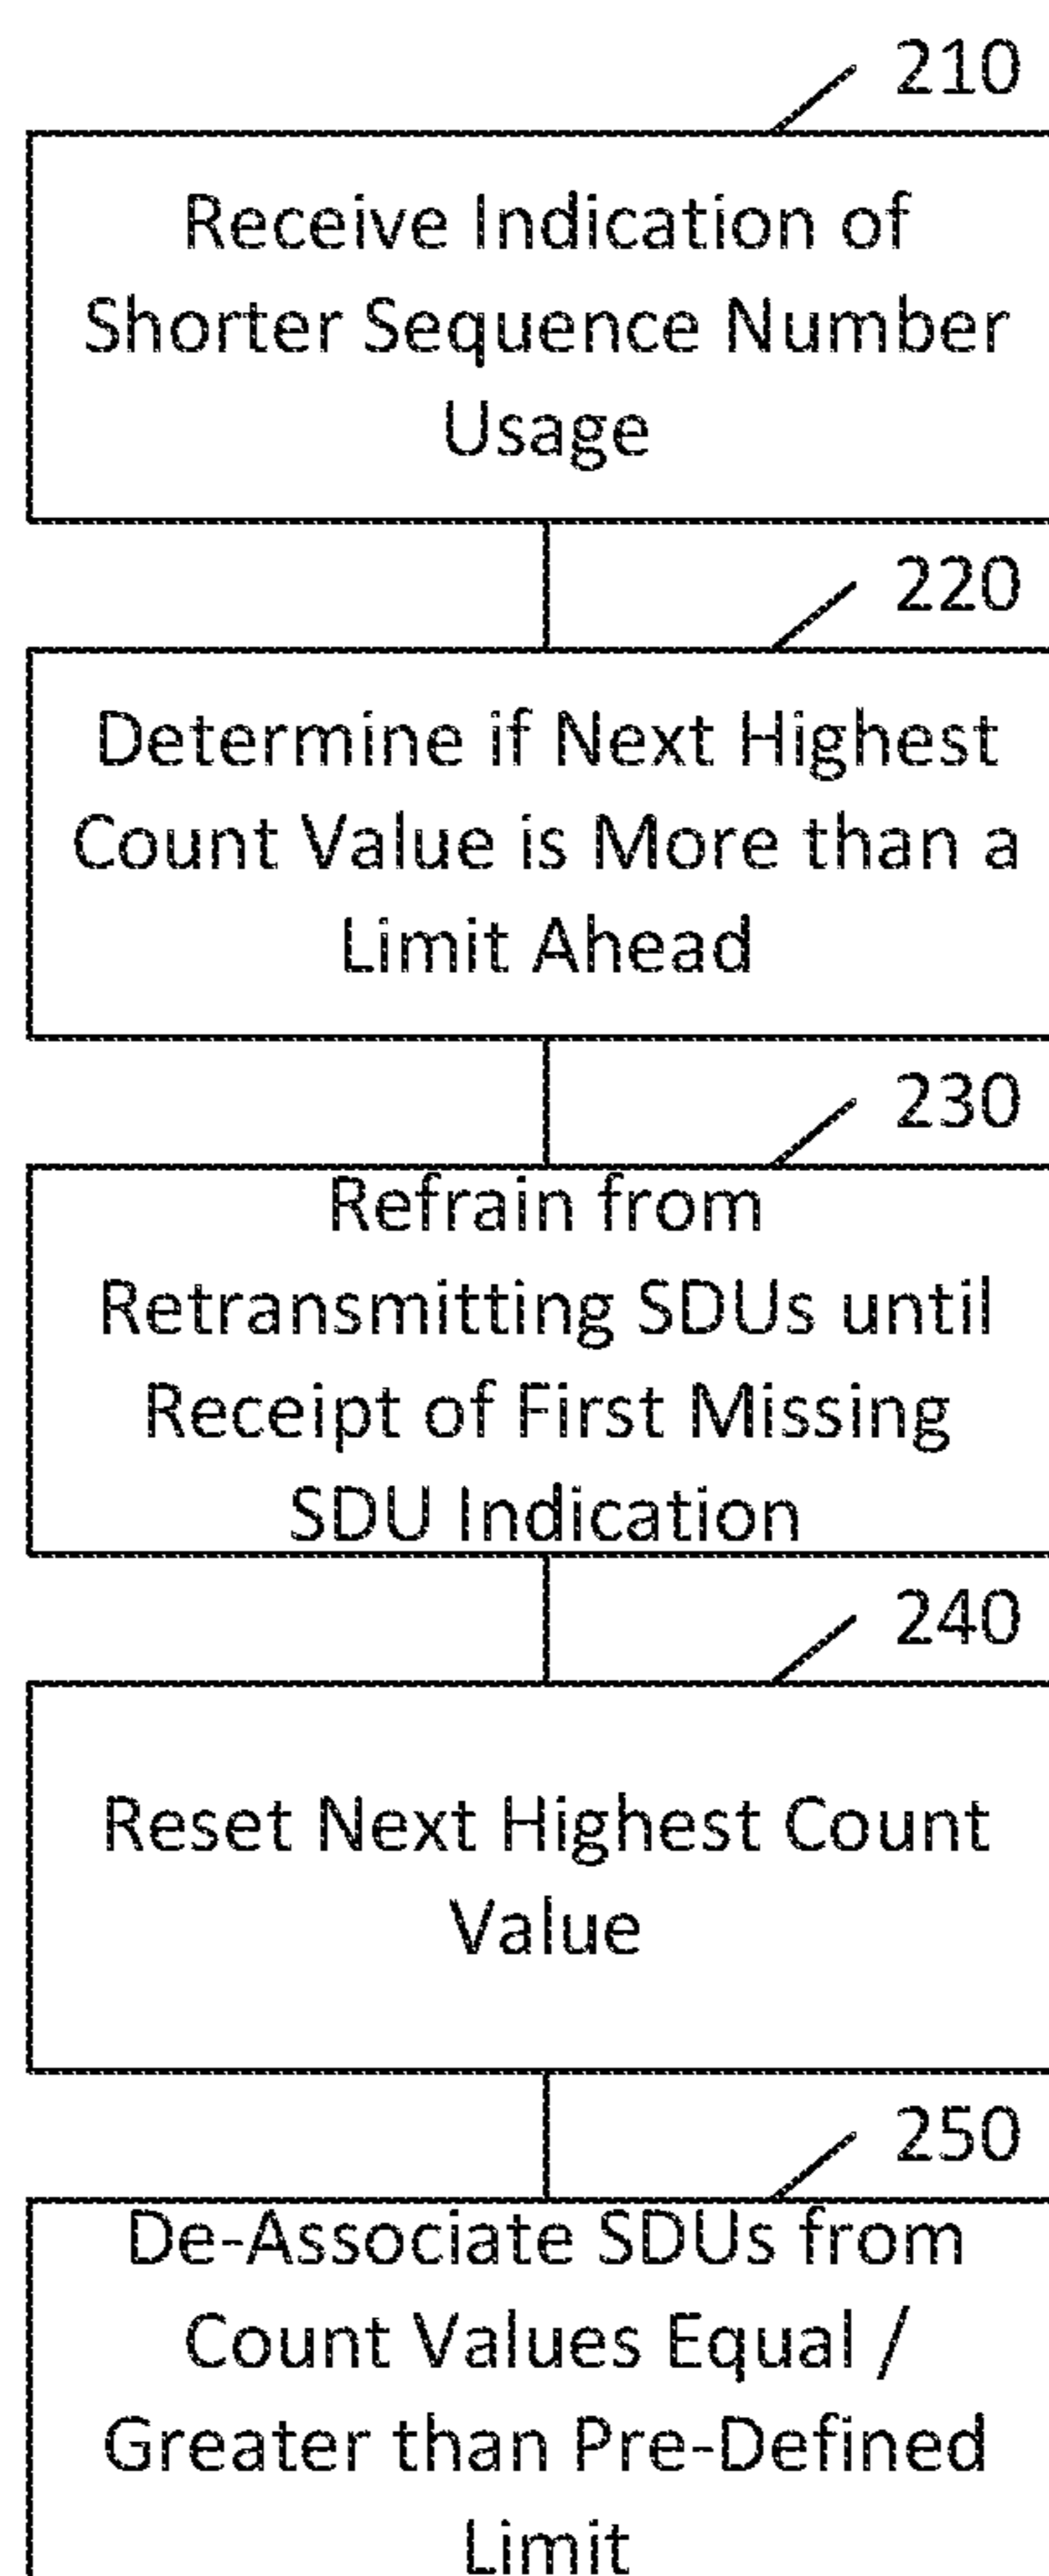 210
Receive Indication of
Shorter Sequence Number
Usage
220
Determine if Next Highest
Count Value is More than a
Limit Ahead
230
Refrain from
Retransmitting SDUs until
Receipt of First Missing
SDU Indication
240
Reset Next Highest Count
Value
250
De-Associate SDUs from
Count Values Equal /
Greater than Pre-Defined
Limit